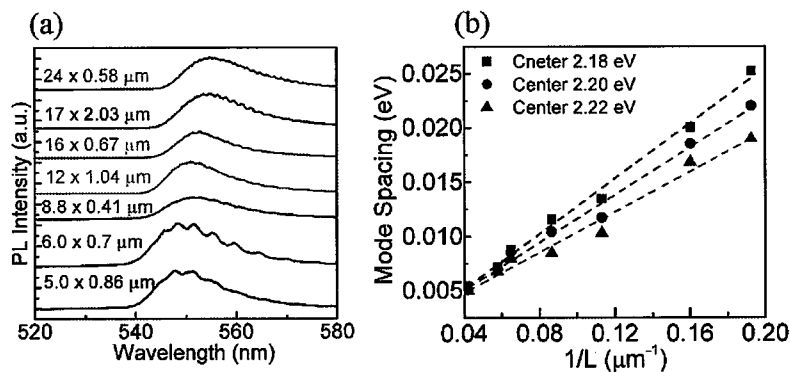 (a)
24 x 0.58 μm
17 x 2.03 μm
16 x 0.67 μm
12 x 1.04 μm
8.8 x 0.41 μm
6.0 x 0.7 μm
5.0 x 0.86 μm
PL Intensity (a.u.)
520 540 560 580
Wavelength (nm)
(b)
Cneter 2.18 eV
Center 2.20 eV
Center 2.22 eV
0.025
0.020
0.015
0.010
0.005
Mode Spacing (eV)
0.04 0.08 0.12 0.16 0.20
1/L (μm⁻¹)